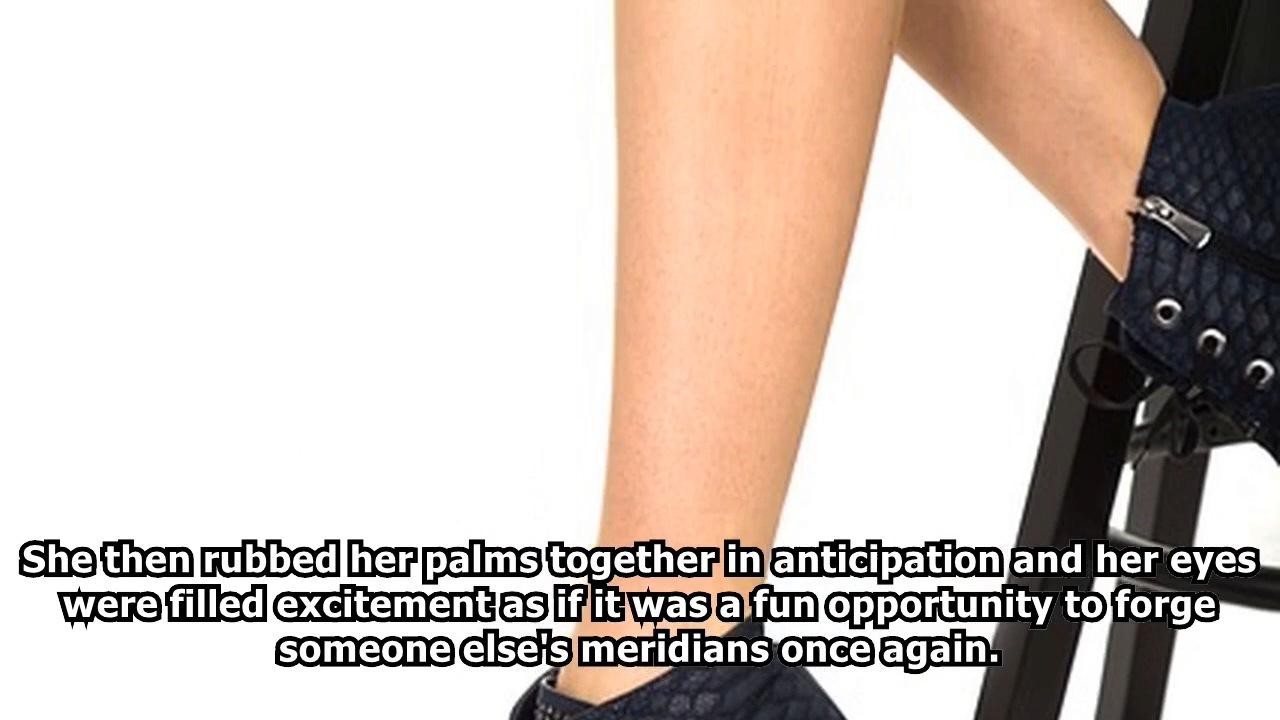 She then rubbed her palms together in anticipation and her eyes
were filled excitement as if it was a fun opportunity to forge
someone else's meridians once again.